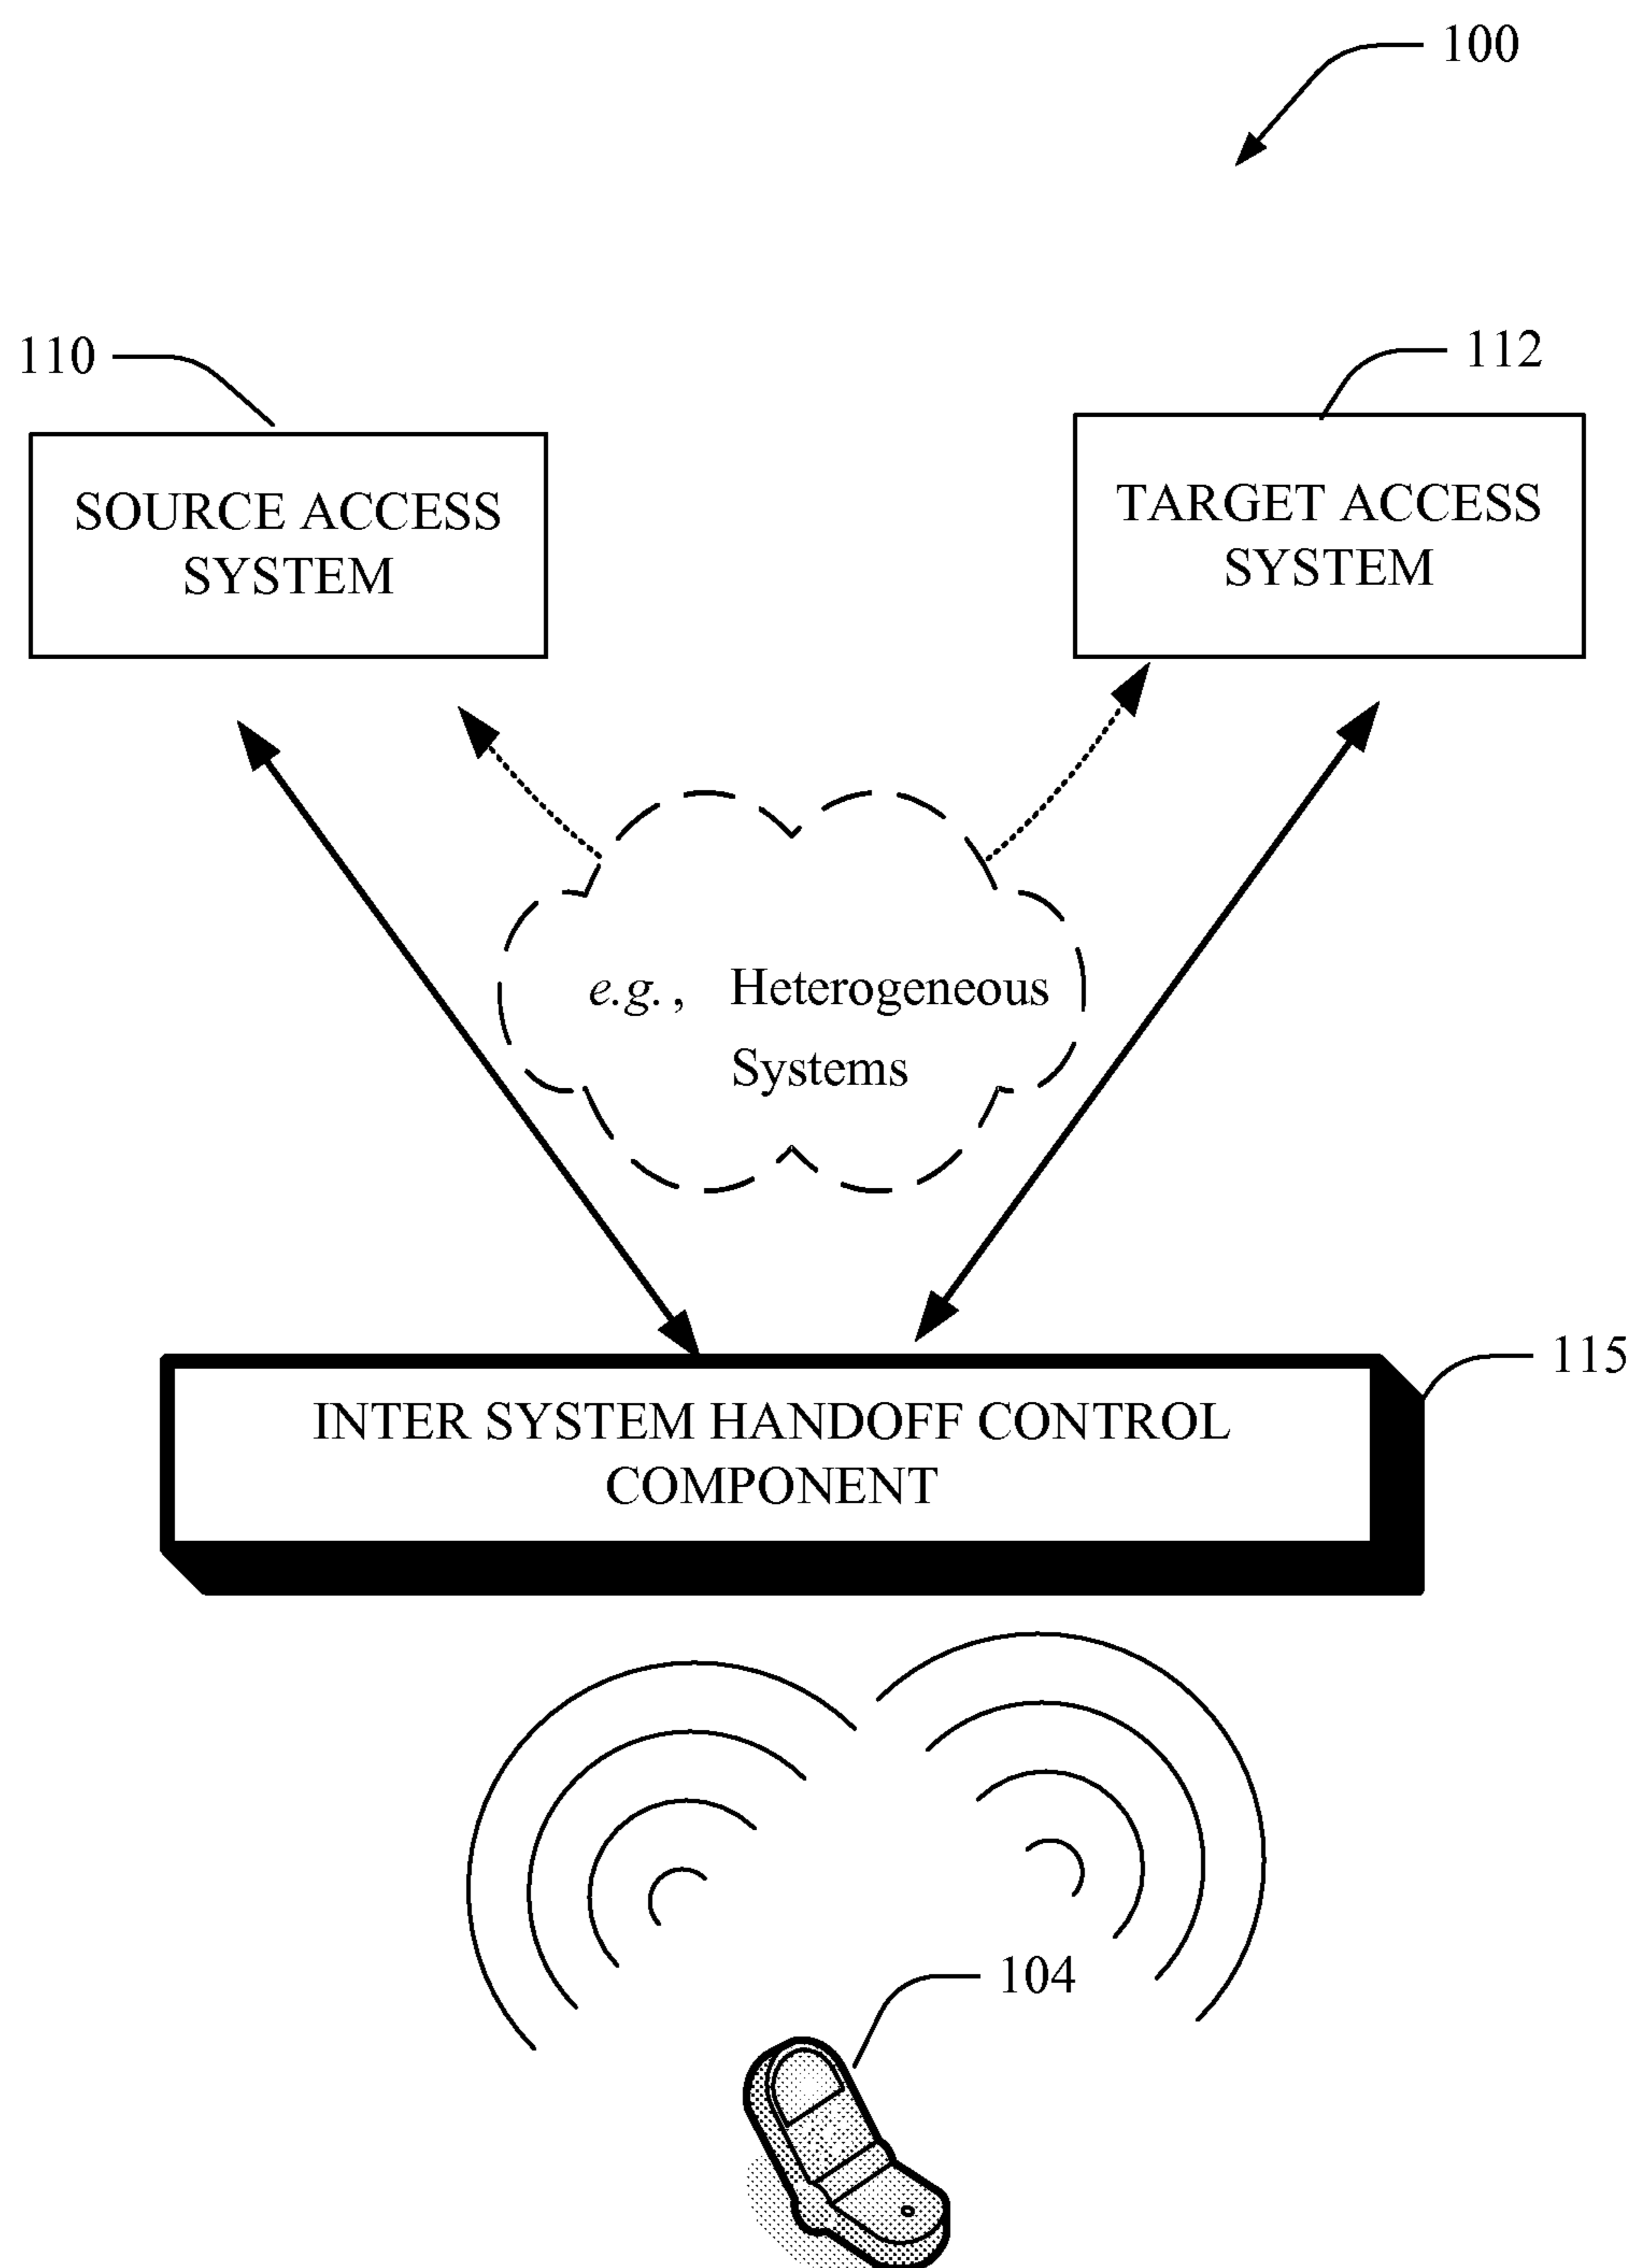 100
110
112
SOURCE ACCESS
SYSTEM
TARGET ACCESS
SYSTEM
e.g., Heterogeneous
Systems
115
INTER SYSTEM HANDOFF CONTROL
COMPONENT
104